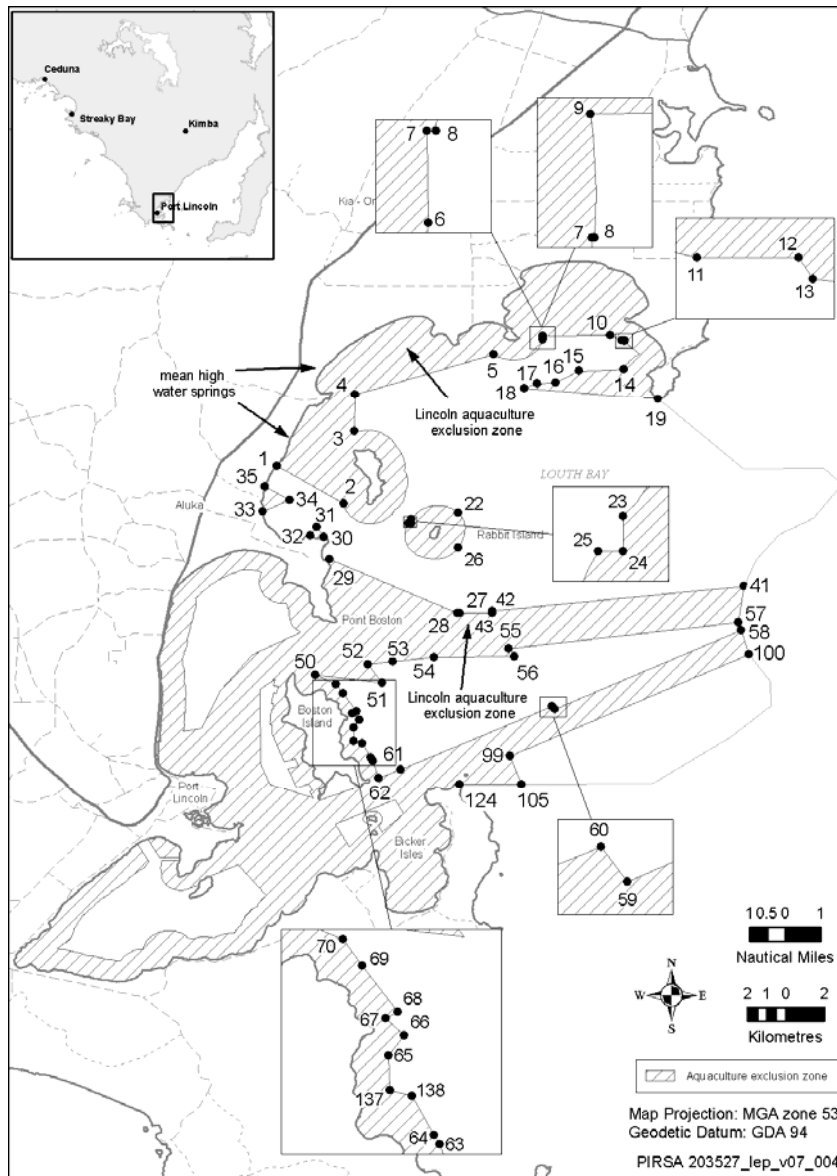 Ceduna
Streaky Bay
Kimba
Port Lincoln
7 8
6
9
7 8
11
12
13
10
5
15
14
17 16
18
19
mean high
water springs
4
Lincoln aquaculture
exclusion zone
3
1
2
LOUTH BAY
35
34
33
Aluka
31
32
30
29
22
Rabbit Island
26
23
25
24
41
27 42
28
43
Point Boston
57
58
55
100
53
52
54
56
50
51
Lincoln aquaculture
exclusion zone
Boston
Island
61
62
99
124
105
Port
Lincoln
Bicker
Isles
60
59
70
69
68
67
66
65
138
137
64
63
1 0.5 0 1
Nautical Miles
N
W E
S
2 1 0 2
Kilometres
Aquaculture exclusion zone
Map Projection: MGA zone 53
Geodetic Datum: GDA 94
PIRSA 203527_lep_v07_004